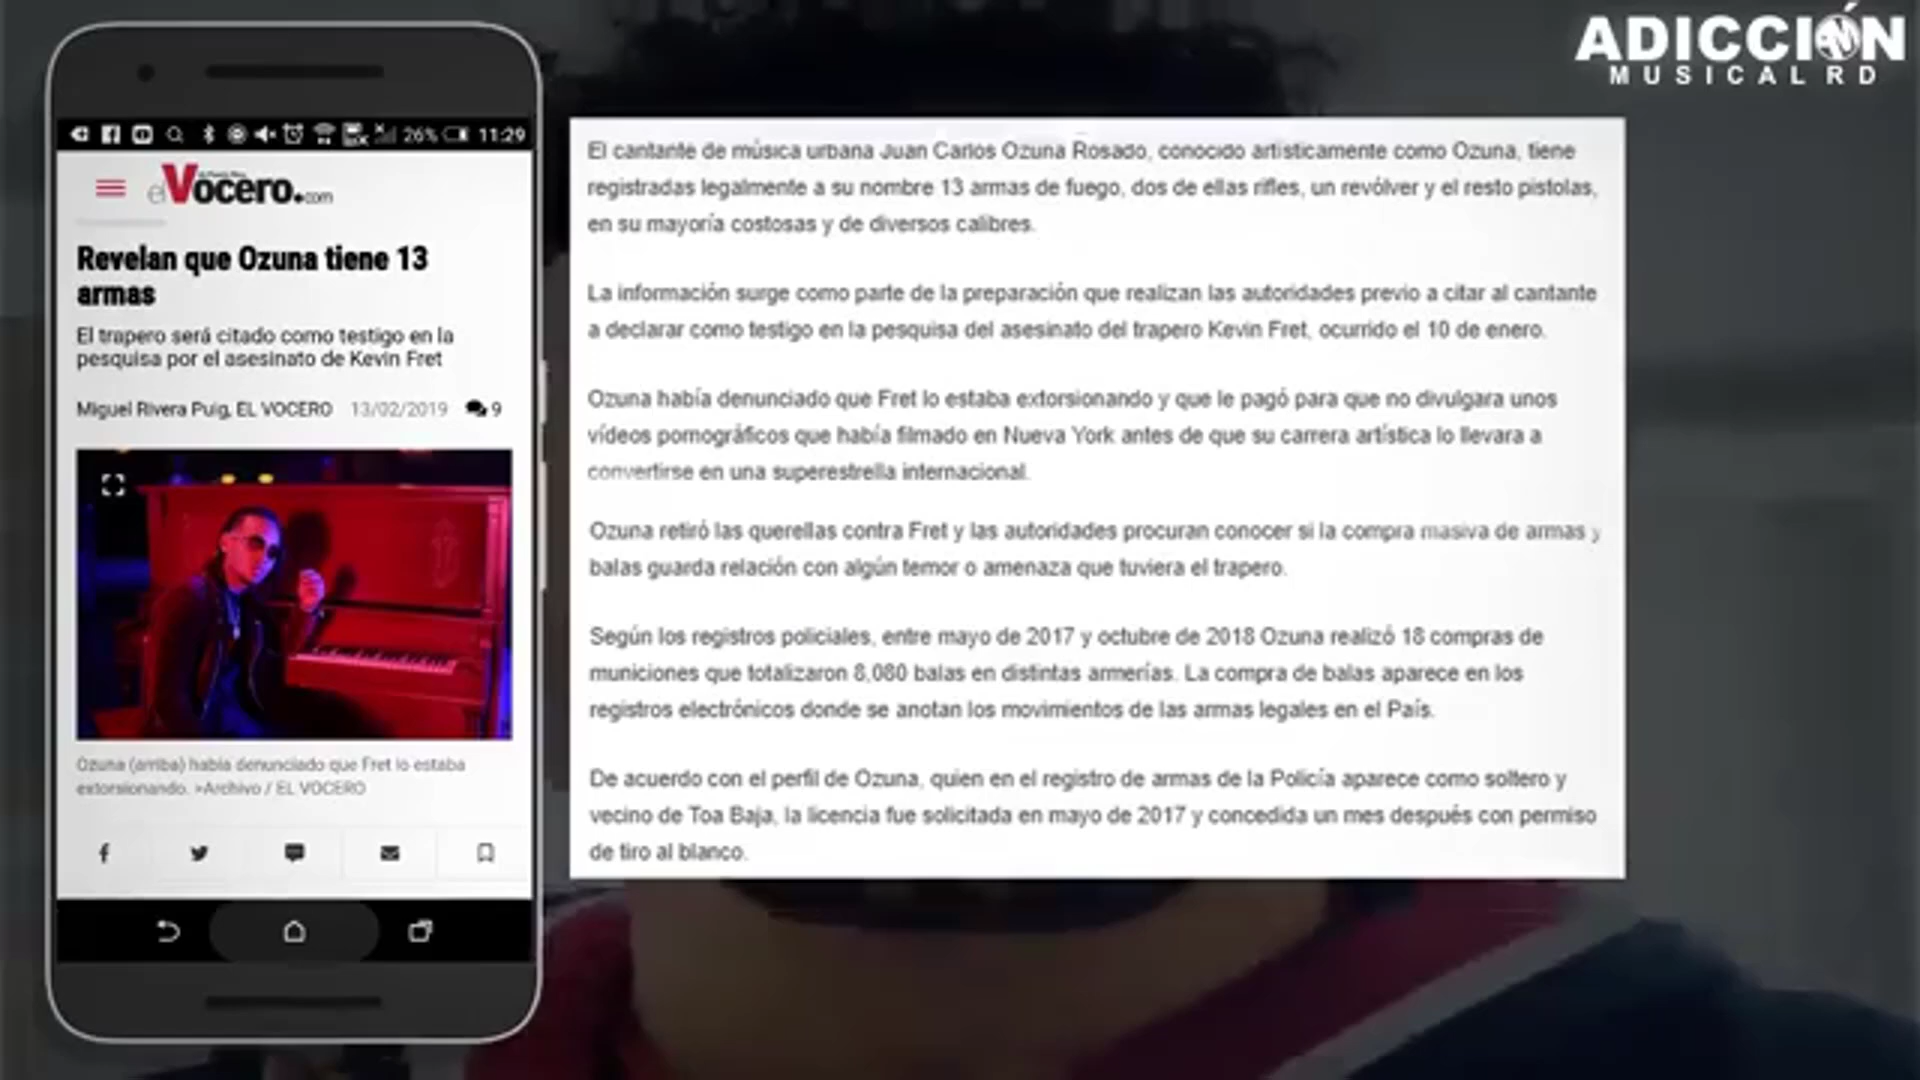 ADICCIÓN
MUSICAL RD
26% 11:29
el Vocero.com
Revelan que Ozuna tiene 13
armas
El trapero será citado como testigo en la
pesquisa por el asesinato de Kevin Fret
Miguel Rivera Puig, EL VOCERO 13/02/2019 9
Ozuna (arriba) había denunciado que Fret lo estaba
extorsionando. >Archivo / EL VOCERO
El cantante de música urbana Juan Carlos Ozuna Rosado, conocido artísticamente como Ozuna, tiene
registradas legalmente a su nombre 13 armas de fuego, dos de ellas rifles, un revólver y el resto pistolas,
en su mayoría costosas y de diversos calibres.
La información surge como parte de la preparación que realizan las autoridades previo a citar al cantante
a declarar como testigo en la pesquisa del asesinato del trapero Kevin Fret, ocurrido el 10 de enero.
Ozuna había denunciado que Fret lo estaba extorsionando y que le pagó para que no divulgara unos
vídeos pornográficos que había filmado en Nueva York antes de que su carrera artística lo llevara a
convertirse en una superestrella internacional.
Ozuna retiró las querellas contra Fret y las autoridades procuran conocer si la compra masiva de armas y
balas guarda relación con algún temor o amenaza que tuviera el trapero.
Según los registros policiales, entre mayo de 2017 y octubre de 2018 Ozuna realizó 18 compras de
municiones que totalizaron 8,080 balas en distintas armerías. La compra de balas aparece en los
registros electrónicos donde se anotan los movimientos de las armas legales en el País.
De acuerdo con el perfil de Ozuna, quien en el registro de armas de la Policía aparece como soltero y
vecino de Toa Baja, la licencia fue solicitada en mayo de 2017 y concedida un mes después con permiso
de tiro al blanco.